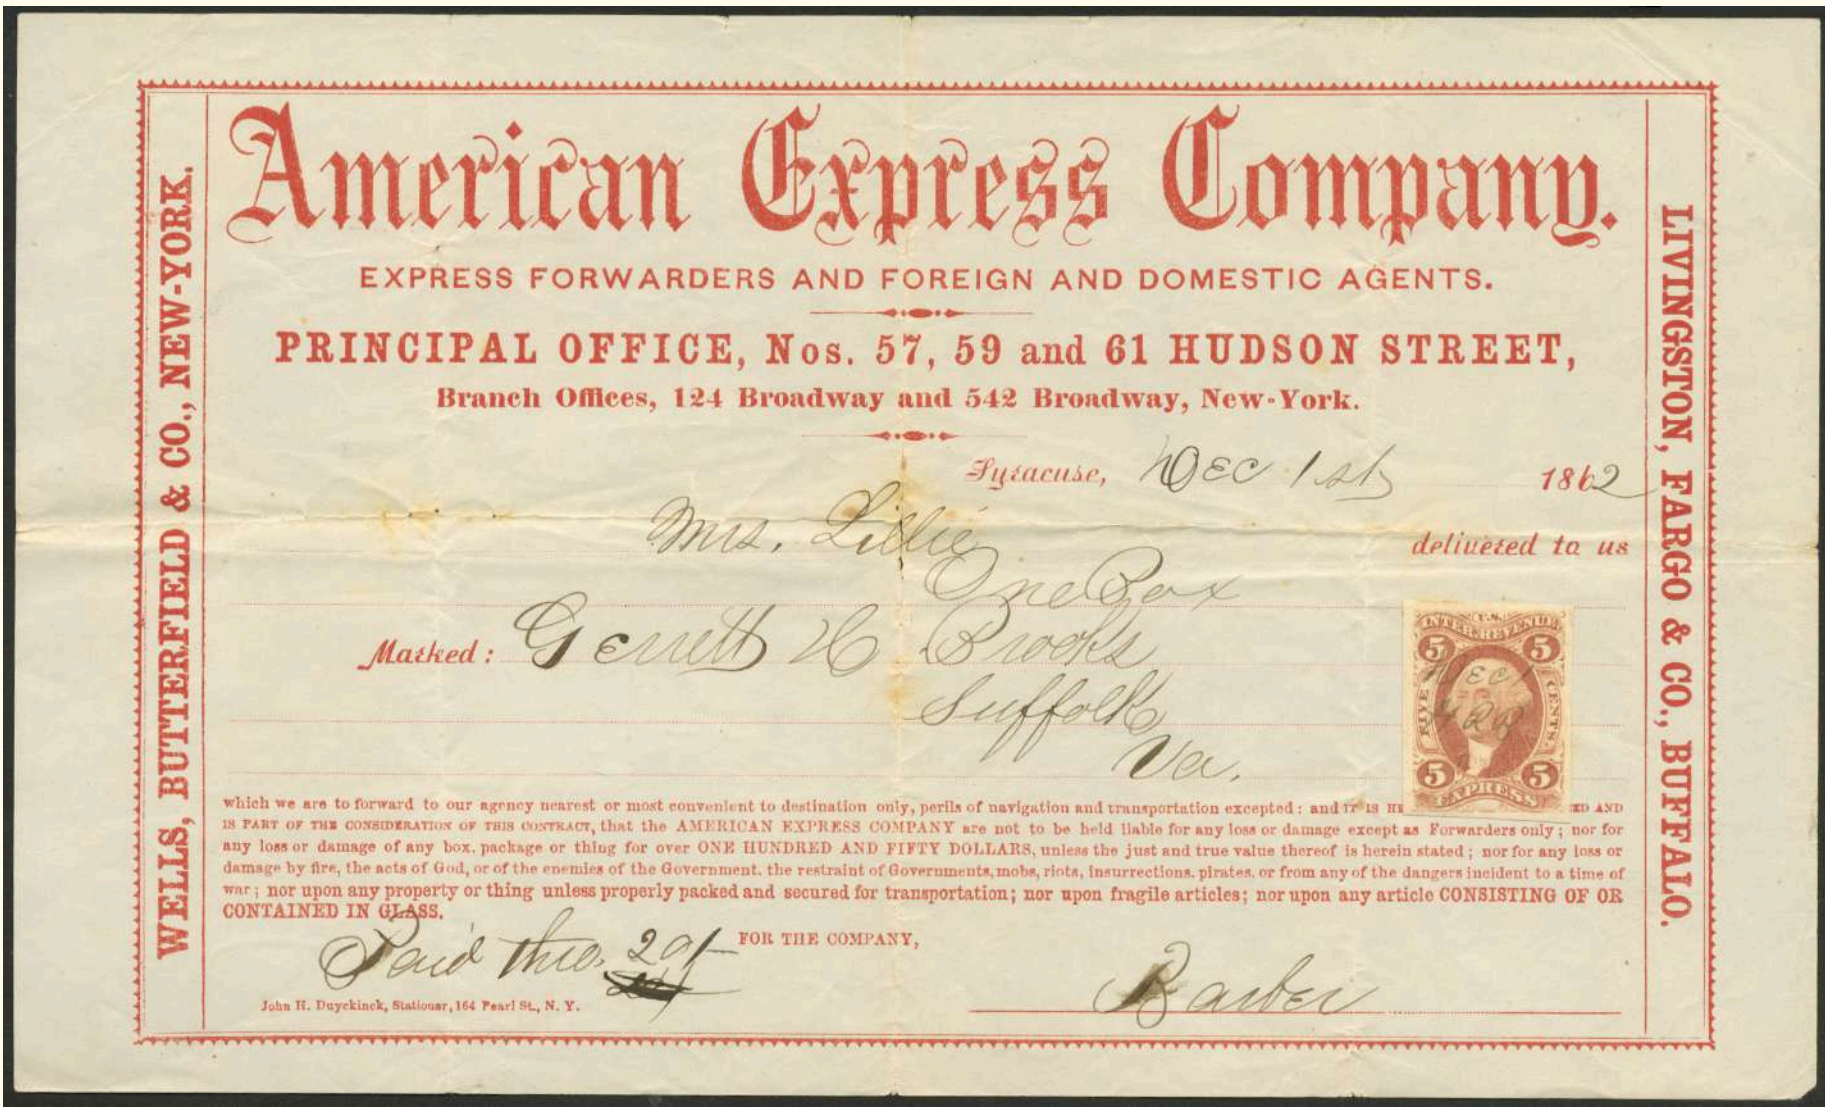 American Express Company.
EXPRESS FORWARDERS AND FOREIGN AND DOMESTIC AGENTS.
PRINCIPAL OFFICE, Nos. 57, 59 and 61 HUDSON STREET,
Branch Offices, 124 Broadway and 542 Broadway, New-York.
WELLS, BUTTERFIELD & CO., NEW-YORK.
LIVINGSTON, FARGO & CO., BUFFALO.
Syracuse, Dec 1st 1862
Mrs. Lillie delivered to us
One Box
Marked: Gerrett H Brooks
Suffolk
Va.
U.S.
INTER. REVENUE
5 5
Dec 1
FIVE CENTS
5 5
EXPRESS
which we are to forward to our agency nearest or most convenient to destination only, perils of navigation and transportation excepted: and IT IS HE ED AND
IS PART OF THE CONSIDERATION OF THIS CONTRACT, that the AMERICAN EXPRESS COMPANY are not to be held liable for any loss or damage except as Forwarders only; nor for
any loss or damage of any box, package or thing for over ONE HUNDRED AND FIFTY DOLLARS, unless the just and true value thereof is herein stated; nor for any loss or
damage by fire, the acts of God, or of the enemies of the Government, the restraint of Governments, mobs, riots, insurrections, pirates, or from any of the dangers incident to a time of
war; nor upon any property or thing unless properly packed and secured for transportation; nor upon fragile articles; nor upon any article CONSISTING OF OR
CONTAINED IN GLASS.
Paid thro. 20/- FOR THE COMPANY,
Barber
John H. Duyckinck, Stationer, 164 Pearl St., N. Y.